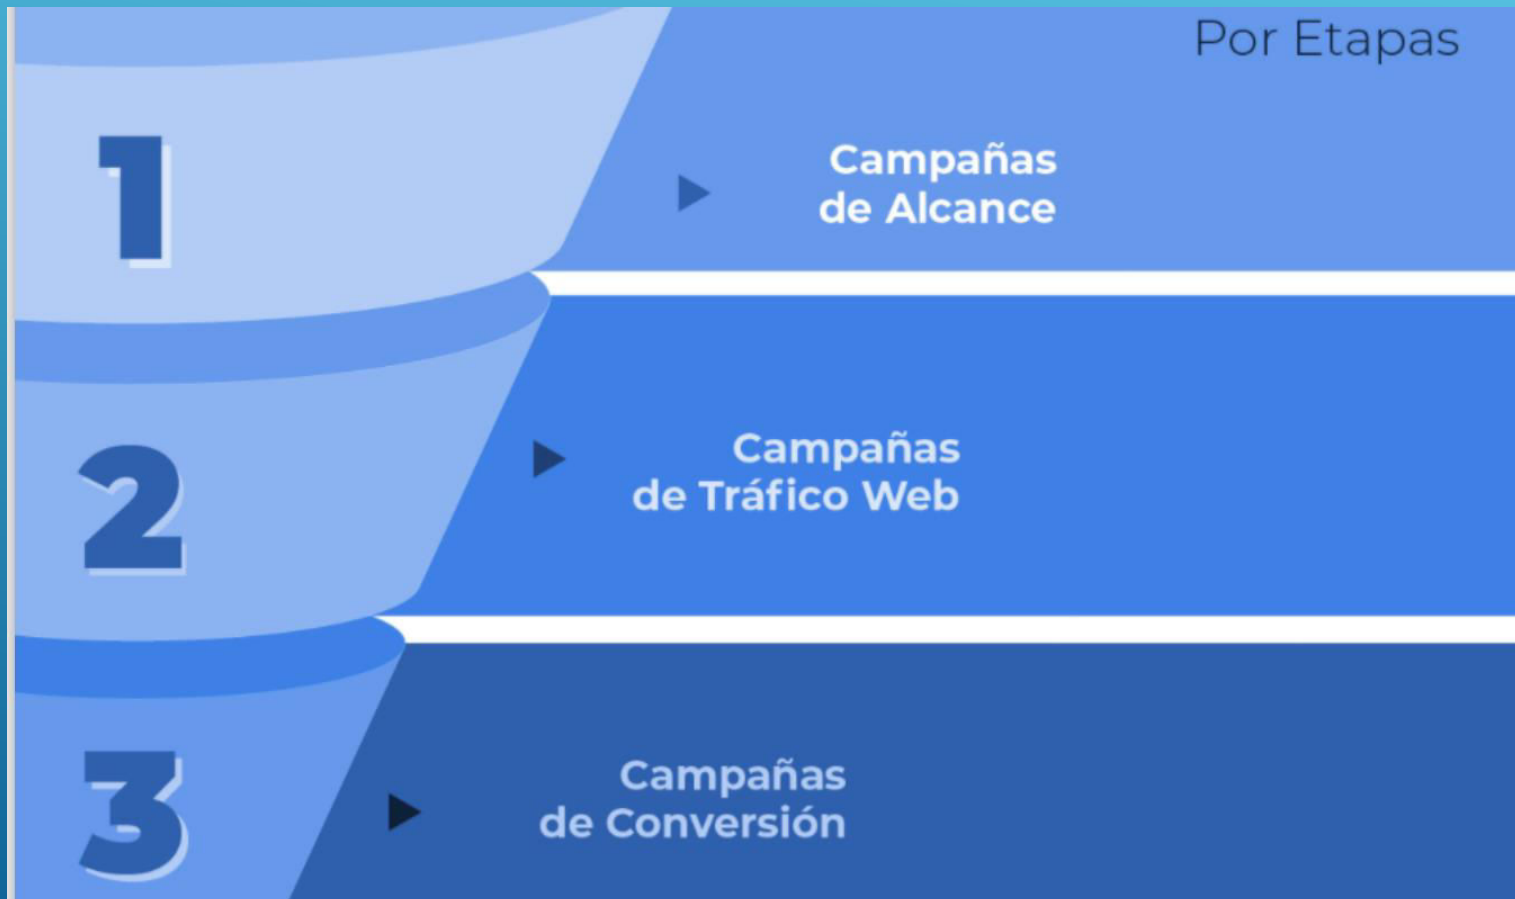 Por Etapas
1
Campañas
de Alcance
2
Campañas
de Tráfico Web
3
Campañas
de Conversión